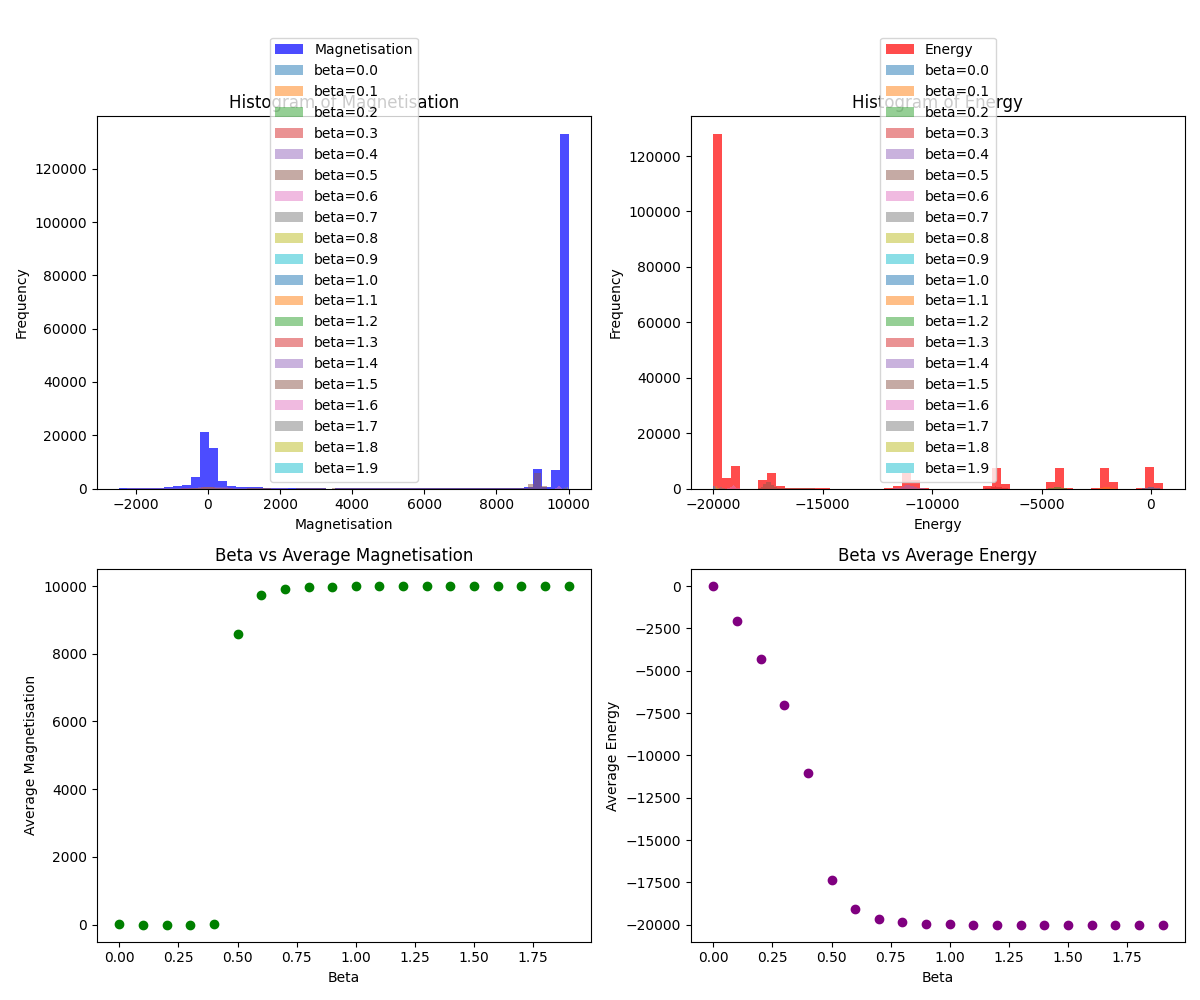 Histogram of Magnetisation
Magnetisation
beta=0.0
beta=0.1
beta=0.2
beta=0.3
beta=0.4
beta=0.5
beta=0.6
beta=0.7
beta=0.8
beta=0.9
beta=1.0
beta=1.1
beta=1.2
beta=1.3
beta=1.4
beta=1.5
beta=1.6
beta=1.7
beta=1.8
beta=1.9
Frequency
120000
100000
80000
60000
40000
20000
0
−2000 0 2000 4000 6000 8000 10000
Magnetisation
Histogram of Energy
Energy
beta=0.0
beta=0.1
beta=0.2
beta=0.3
beta=0.4
beta=0.5
beta=0.6
beta=0.7
beta=0.8
beta=0.9
beta=1.0
beta=1.1
beta=1.2
beta=1.3
beta=1.4
beta=1.5
beta=1.6
beta=1.7
beta=1.8
beta=1.9
Frequency
120000
100000
80000
60000
40000
20000
0
−20000 −15000 −10000 −5000 0
Energy
Beta vs Average Magnetisation
Average Magnetisation
10000
8000
6000
4000
2000
0
0.00 0.25 0.50 0.75 1.00 1.25 1.50 1.75
Beta
Beta vs Average Energy
Average Energy
0
−2500
−5000
−7500
−10000
−12500
−15000
−17500
−20000
0.00 0.25 0.50 0.75 1.00 1.25 1.50 1.75
Beta